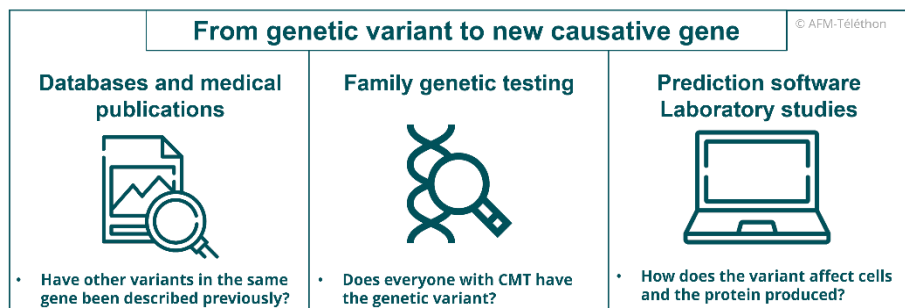 From genetic variant to new causative gene
© AFM-Téléthon
Databases and medical
publications
• Have other variants in the same
gene been described previously?
Family genetic testing
• Does everyone with CMT have
the genetic variant?
Prediction software
Laboratory studies
• How does the variant affect cells
and the protein produced?